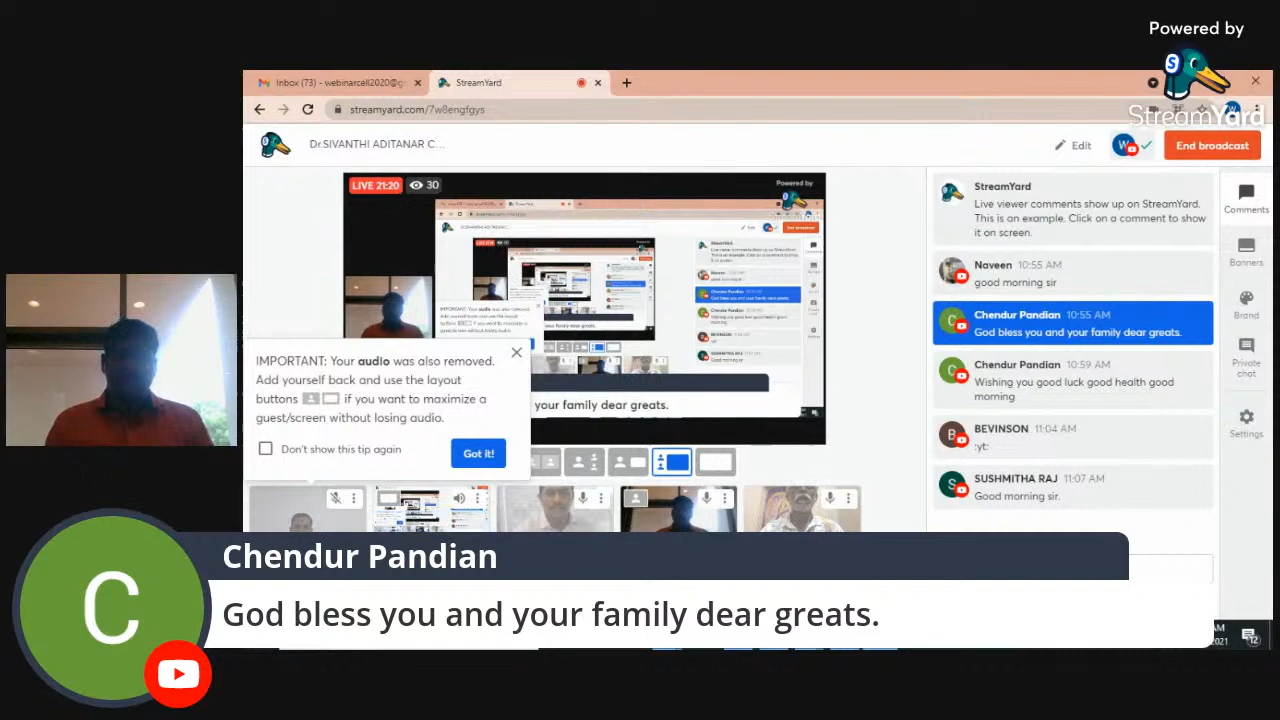 Powered by
StreamYard
Inbox (73) - webinarcell2020@g
StreamYard
streamyard.com/7w8engfgys
Dr.SIVANTHI ADITANAR C...
Edit
W
End broadcast
LIVE 21:20
30
Powered by
StreamYard
Live viewer comments show up on StreamYard.
This is an example. Click on a comment to show
it on screen.
Naveen 10:55 AM
good morning sir
Chendur Pandian 10:55 AM
God bless you and your family dear greats.
Chendur Pandian 10:59 AM
Wishing you good luck good health good
morning
BEVINSON 11:04 AM
:yt:
SUSHMITHA RAJ 11:07 AM
Good morning sir.
Comments
Banners
Brand
Private
chat
Settings
IMPORTANT: Your audio was also removed.
Add yourself back and use the layout
buttons if you want to maximize a
guest/screen without losing audio.
Don't show this tip again
Got it!
your family dear greats.
C
Chendur Pandian
God bless you and your family dear greats.
AM
2021
12